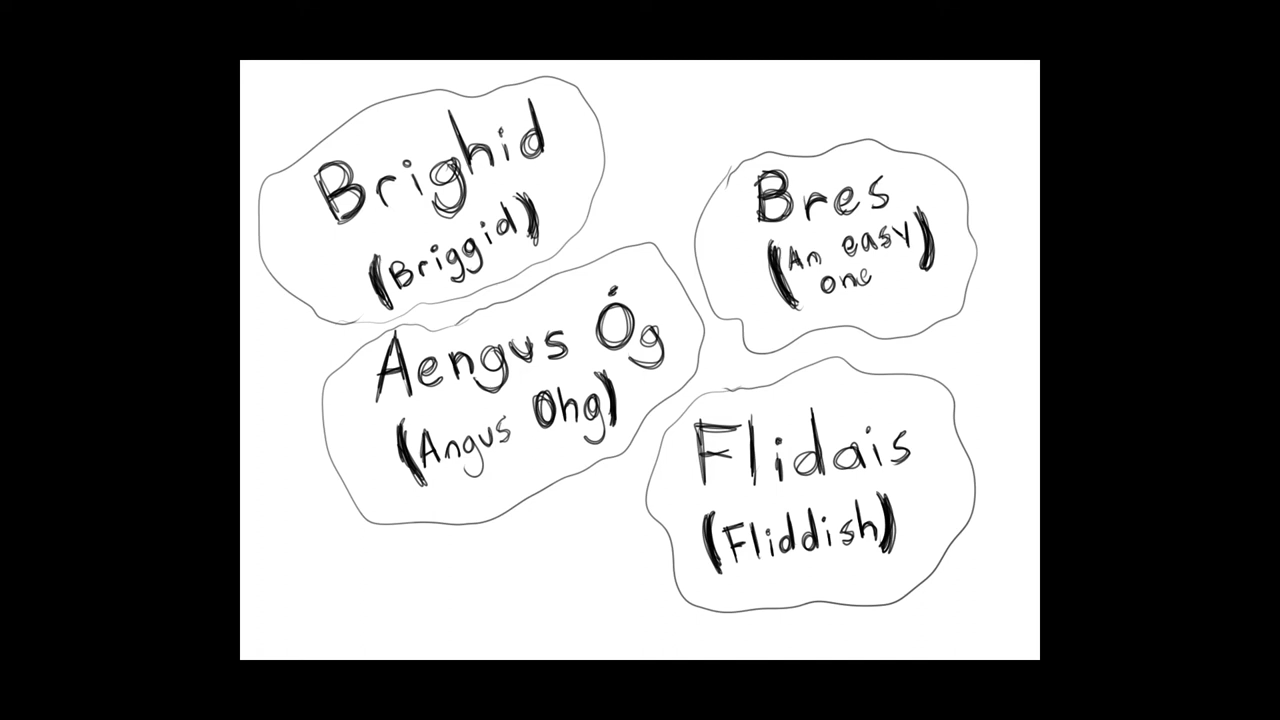 Brighid
(Briggid)
Aengus Óg
(Angus Ohg)
Bres
(An easy
one)
Flidais
(Fliddish)